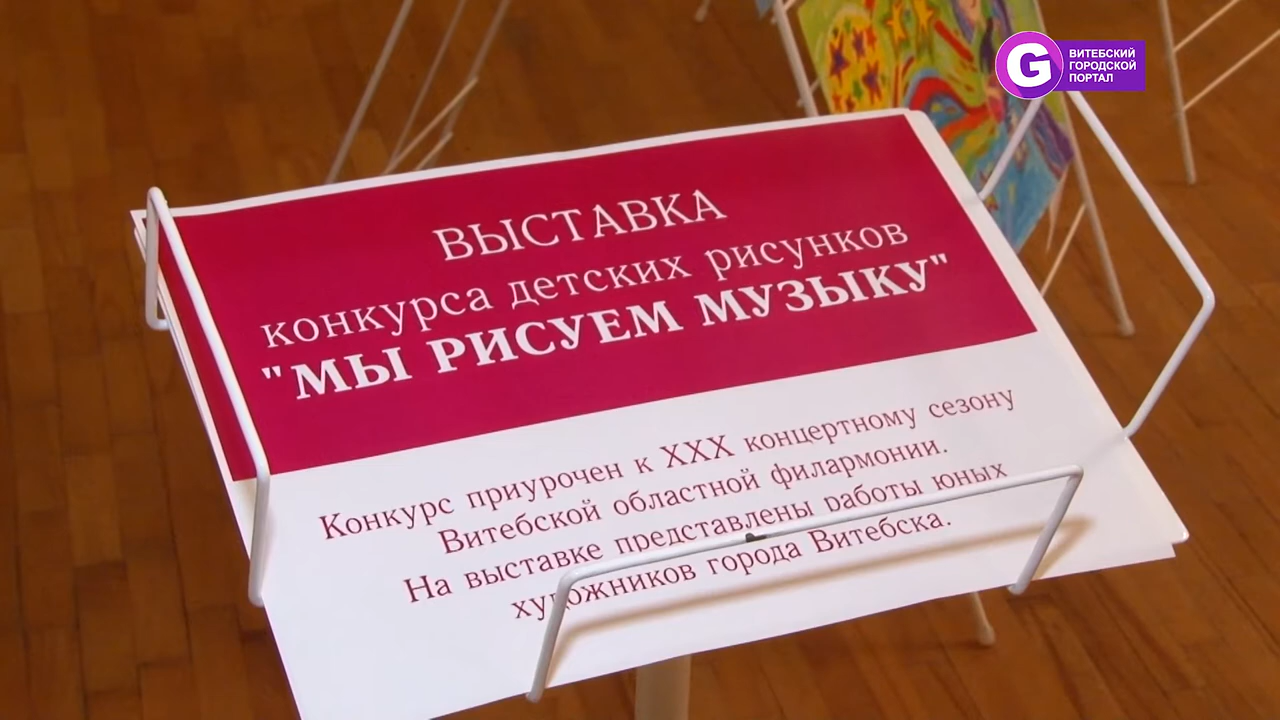 G
ВИТЕБСКИЙ
ГОРОДСКОЙ
ПОРТАЛ
ВЫСТАВКА
конкурса детских рисунков
"МЫ РИСУЕМ МУЗЫКУ"
Конкурс приурочен к XXX концертному сезону
Витебской областной филармонии.
На выставке представлены работы юных
художников города Витебска.